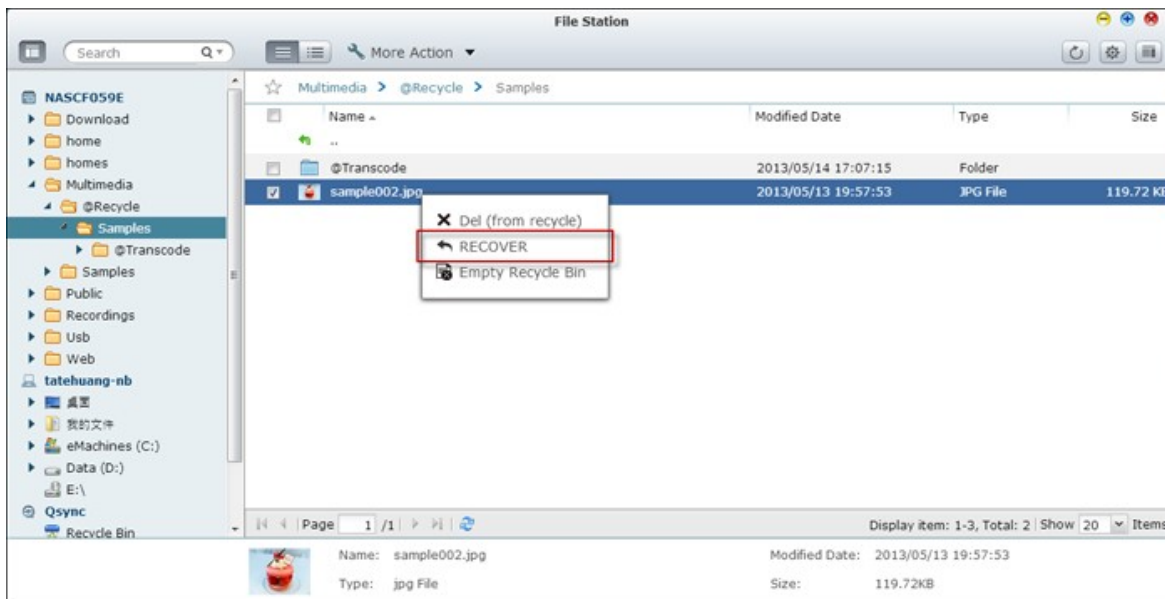 File Station
Search
More Action
NASCF059E
Download
home
homes
Multimedia
@Recycle
Samples
@Transcode
Samples
Public
Recordings
Usb
Web
tatehuang-nb
桌面
我的文件
eMachines (C:)
Data (D:)
E:\
Qsync
Recycle Bin
Multimedia > @Recycle > Samples
Name Modified Date Type Size
..
@Transcode 2013/05/14 17:07:15 Folder
sample002.jpg 2013/05/13 19:57:53 JPG File 119.72 KB
Del (from recycle)
RECOVER
Empty Recycle Bin
Page 1 /1 Display item: 1-3, Total: 2 Show 20 Items
Name: sample002.jpg Modified Date: 2013/05/13 19:57:53
Type: jpg File Size: 119.72KB